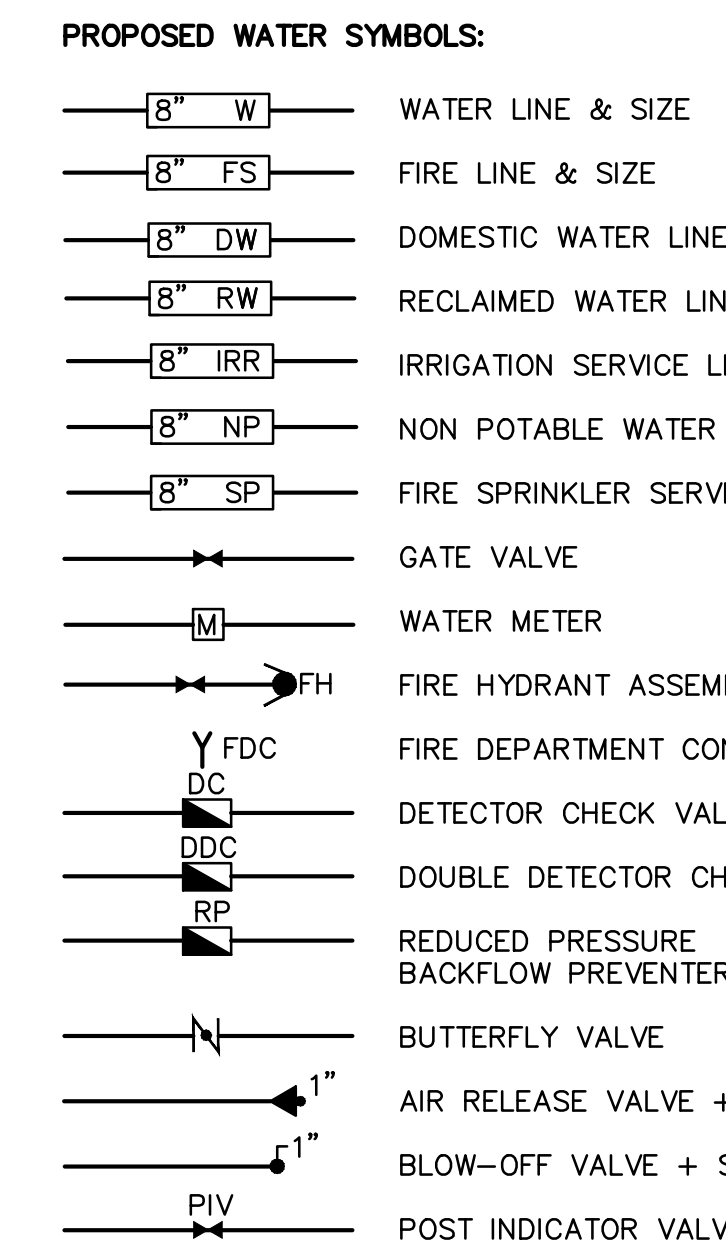 PROPOSED WATER SYMBOLS:
8" W WATER LINE & SIZE
8" FS FIRE LINE & SIZE
8" DW DOMESTIC WATER LINE
8" RW RECLAIMED WATER LIN
8" IRR IRRIGATION SERVICE
8" NP NON POTABLE WATER
8" SP FIRE SPRINKLER SERV
GATE VALVE
M WATER METER
FH FIRE HYDRANT ASSEM
FDC FIRE DEPARTMENT CO
DC
DETECTOR CHECK VAL
DDC
DOUBLE DETECTOR CH
RP
REDUCED PRESSURE
BACKFLOW PREVENTER
BUTTERFLY VALVE
1" AIR RELEASE VALVE +
1" BLOW-OFF VALVE + S
PIV
POST INDICATOR VALV